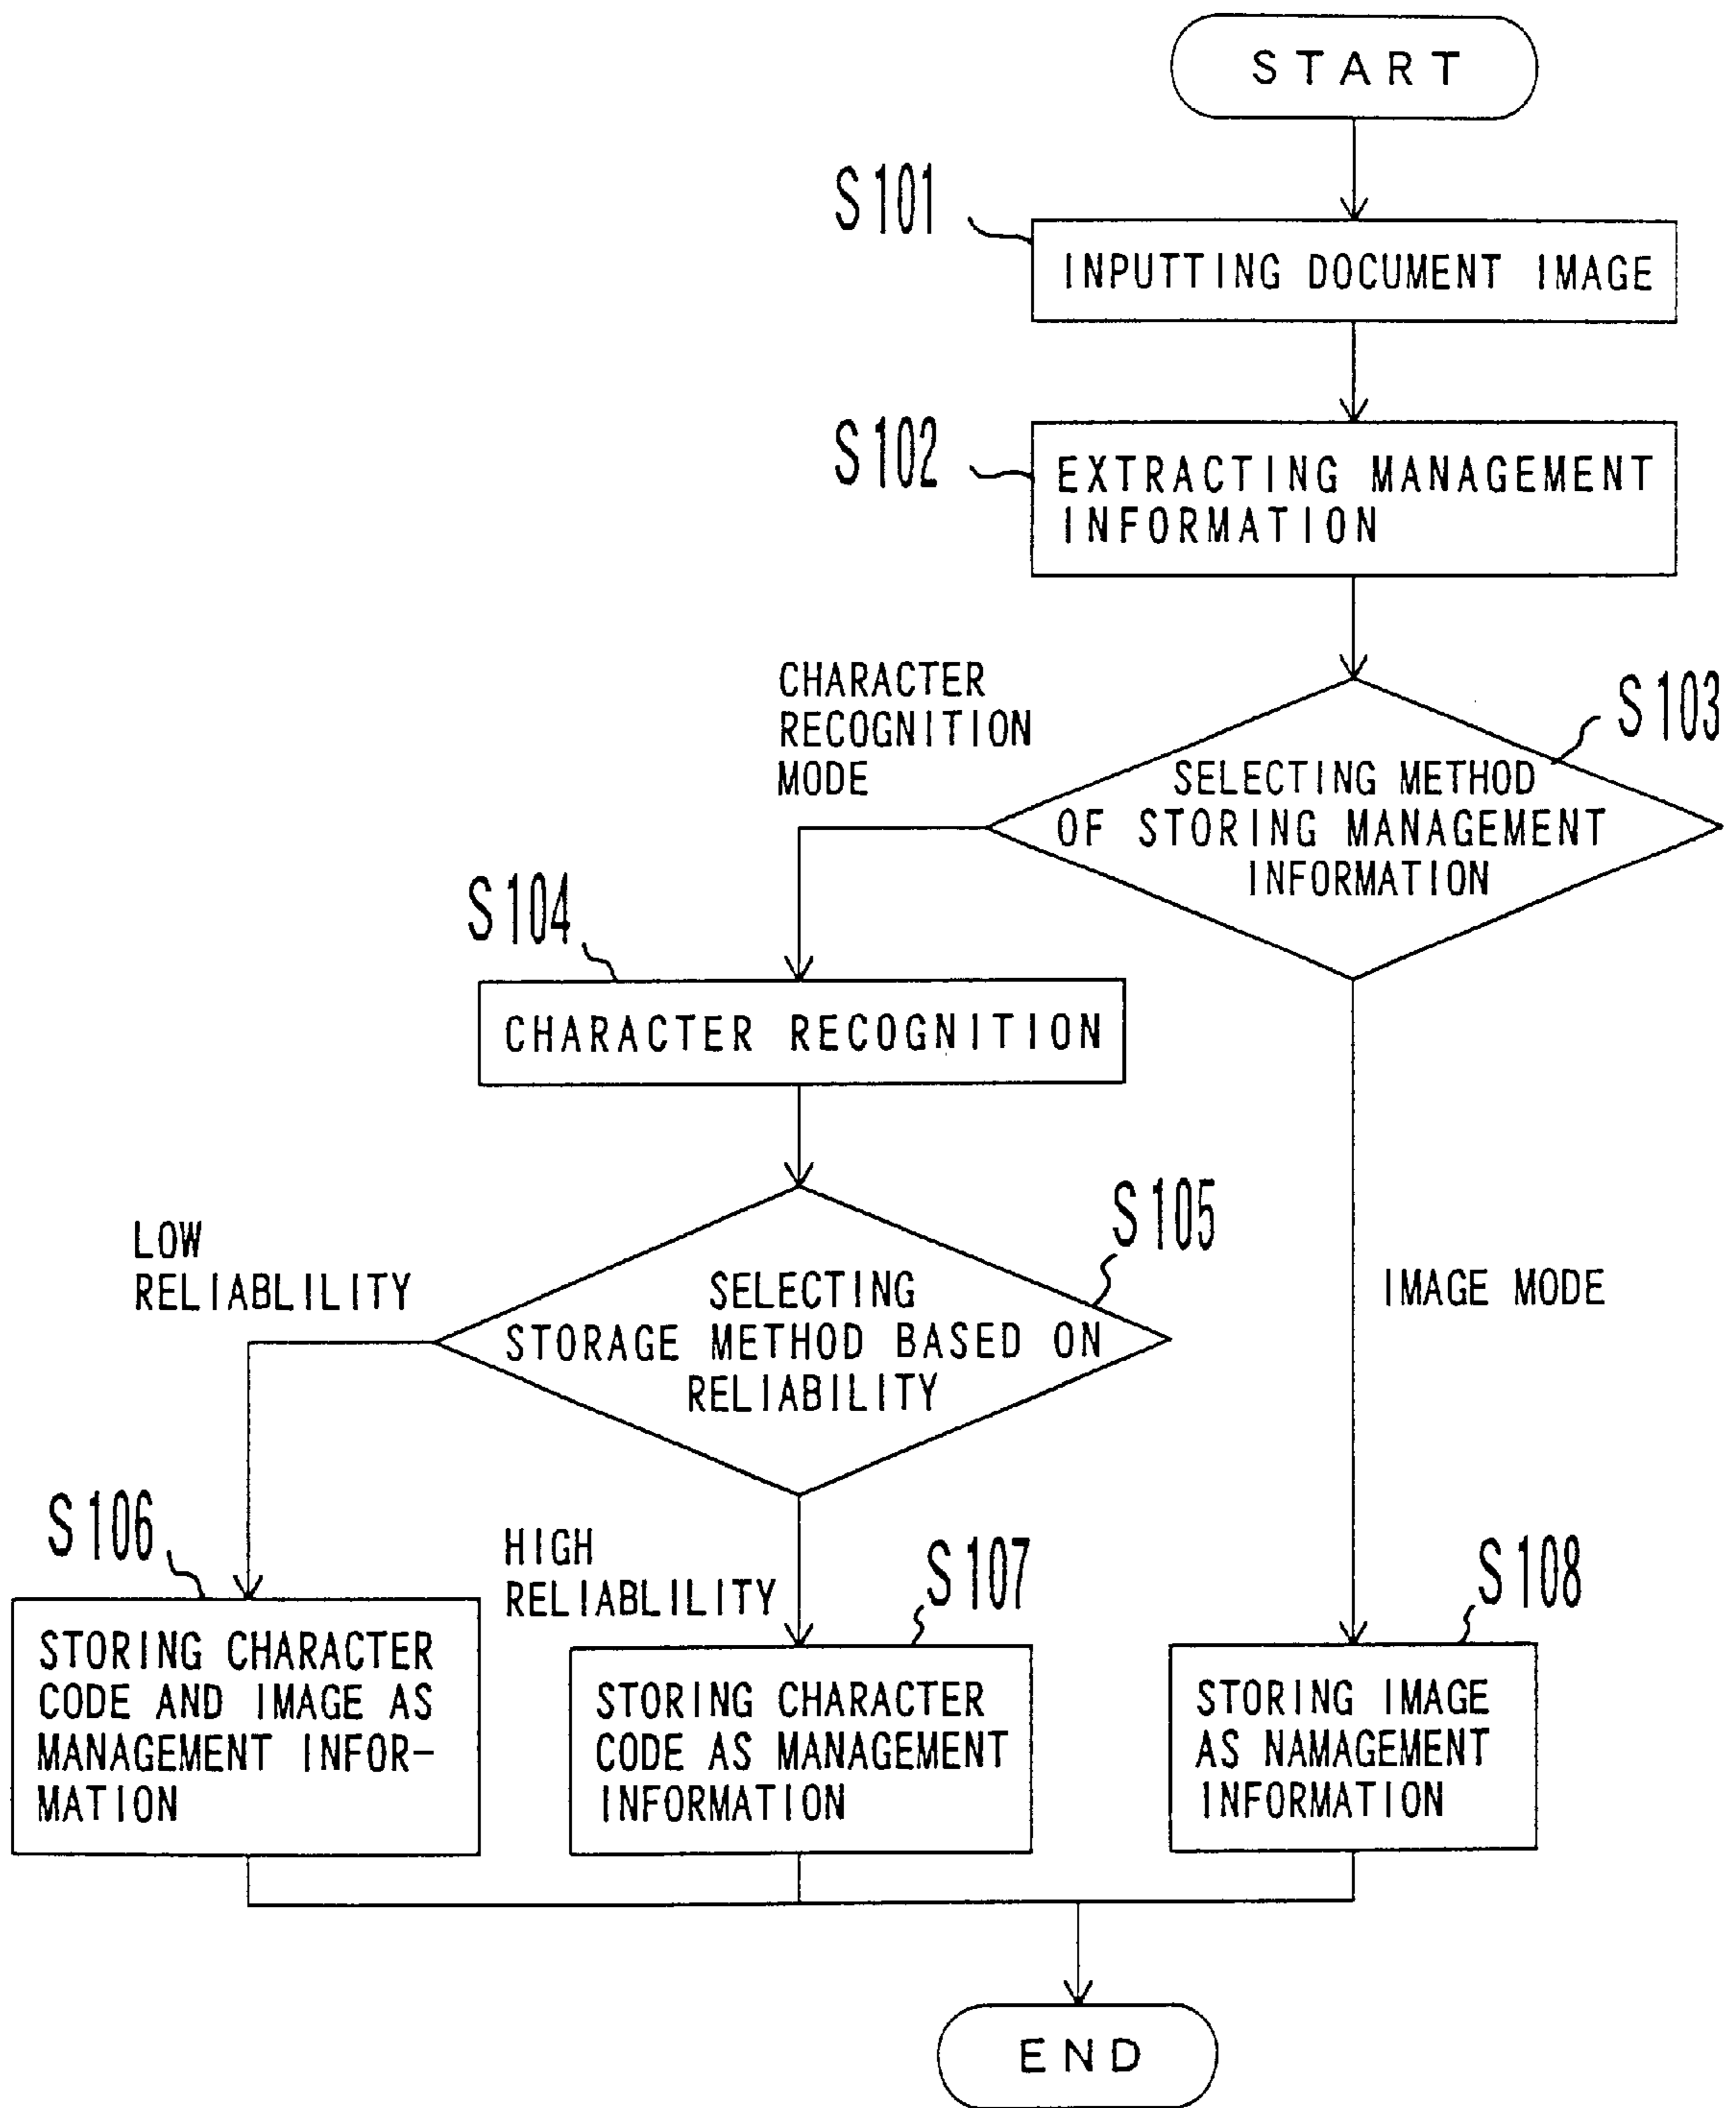 START
S101
INPUTTING DOCUMENT IMAGE
S102
EXTRACTING MANAGEMENT
INFORMATION
CHARACTER
RECOGNITION
MODE
S103
SELECTING METHOD
OF STORING MANAGEMENT
INFORMATION
S104
CHARACTER RECOGNITION
S105
LOW
RELIABLILITY
SELECTING
STORAGE METHOD BASED ON
RELIABILITY
IMAGE MODE
S106
HIGH
RELIABLILITY
S107
S108
STORING CHARACTER
CODE AND IMAGE AS
MANAGEMENT INFOR-
MATION
STORING CHARACTER
CODE AS MANAGEMENT
INFORMATION
STORING IMAGE
AS NAMAGEMENT
INFORMATION
END